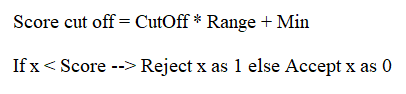 Score cut off = CutOff * Range + Min
If x < Score --> Reject x as 1 else Accept x as 0